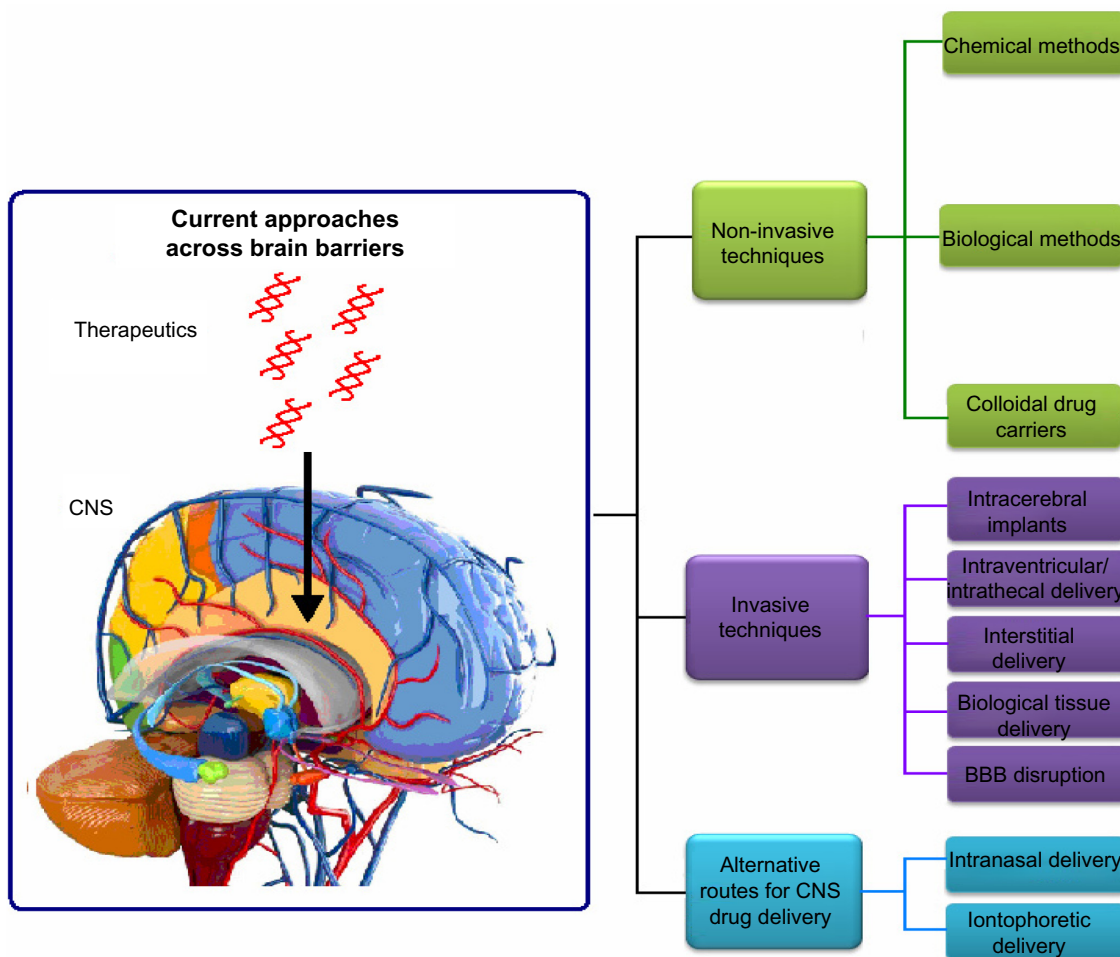 Current approaches
across brain barriers
Therapeutics
CNS
Non-invasive
techniques
Chemical methods
Biological methods
Colloidal drug
carriers
Invasive
techniques
Intracerebral
implants
Intraventricular/
intrathecal delivery
Interstitial
delivery
Biological tissue
delivery
BBB disruption
Alternative
routes for CNS
drug delivery
Intranasal delivery
Iontophoretic
delivery